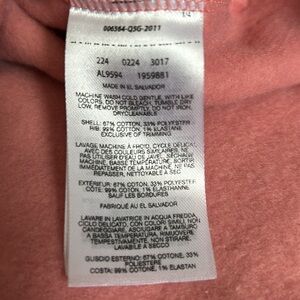 1/4
006564-Q5G-2011
224 0224 3017
AL9594 1959881
MADE IN EL SALVADOR
MACHINE WASH COLD GENTLE, WITH LIKE
COLORS. DO NOT BLEACH, TUMBLE DRY
LOW, REMOVE PROMPTLY. DO NOT IRON,
DRYCLEANABLE
SHELL: 67% COTTON, 33% POLYESTER
RIB: 99% COTTON, 1% ELASTANE
EXCLUSIVE OF TRIMMING
LAVAGE MACHINE À FROID, CYCLE DÉLICAT,
AVEC DES COULEURS SIMILAIRES. NE
PAS UTILISER D'EAU DE JAVEL, SÉCHAGE
MACHINE, BASSE TEMPÉRATURE, SORTIR
IMMÉDIATEMENT DE LA MACHINE. NE PAS
REPASSER, NETTOYABLE À SEC
EXTÉRIEUR: 67% COTON, 33% POLYESTER
CÔTE: 99% COTON, 1% ÉLASTHANNE
SAUF EN BORDURES
FABRIQUÉ AU EL SALVADOR
LAVARE IN LAVATRICE IN ACQUA FREDDA,
CICLO DELICATO, CON COLORI SIMILI. NON
CANDEGGIARE, ASCIUGARE A TAMBURO
A BASSA TEMPERATURA, RIMUOVERE
TEMPESTIVAMENTE. NON STIRARE,
LAVABILE A SECCO
GUSCIO ESTERNO: 67% COTONE, 33%
POLIESTERE
COSTA: 99% COTONE, 1% ELASTAN